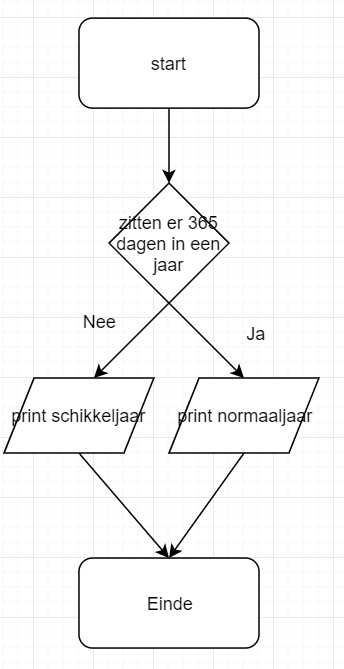 start
zitten er 365
dagen in een
jaar
Nee
Ja
print schikkeljaar
print normaaljaar
Einde